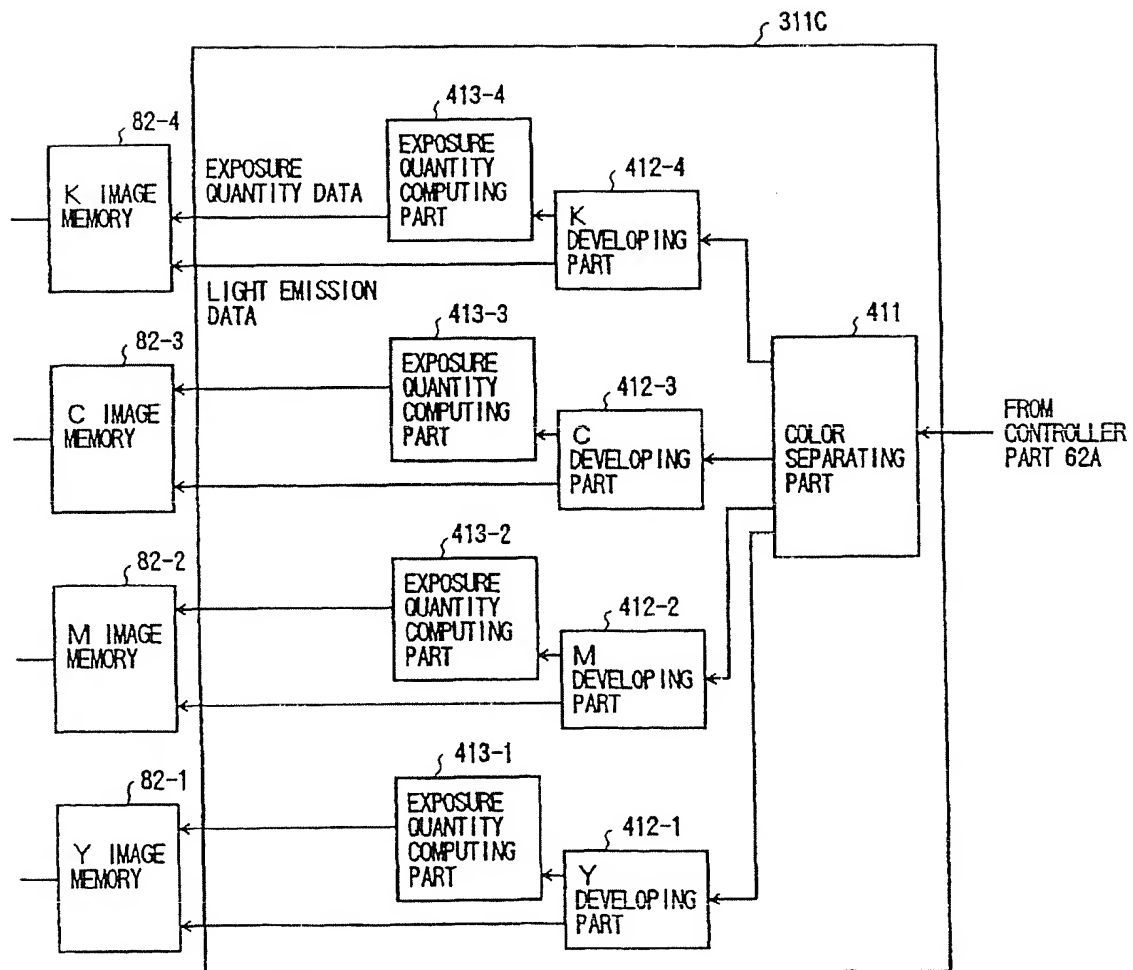 311C
413-4
82-4
EXPOSURE
QUANTITY
COMPUTING
PART
412-4
K IMAGE
MEMORY
EXPOSURE
QUANTITY DATA
K
DEVELOPING
PART
LIGHT EMISSION
DATA
413-3
411
82-3
EXPOSURE
QUANTITY
COMPUTING
PART
412-3
C IMAGE
MEMORY
C
DEVELOPING
PART
COLOR
SEPARATING
PART
FROM
CONTROLLER
PART 62A
413-2
82-2
EXPOSURE
QUANTITY
COMPUTING
PART
412-2
M IMAGE
MEMORY
M
DEVELOPING
PART
413-1
82-1
EXPOSURE
QUANTITY
COMPUTING
PART
412-1
Y IMAGE
MEMORY
Y
DEVELOPING
PART